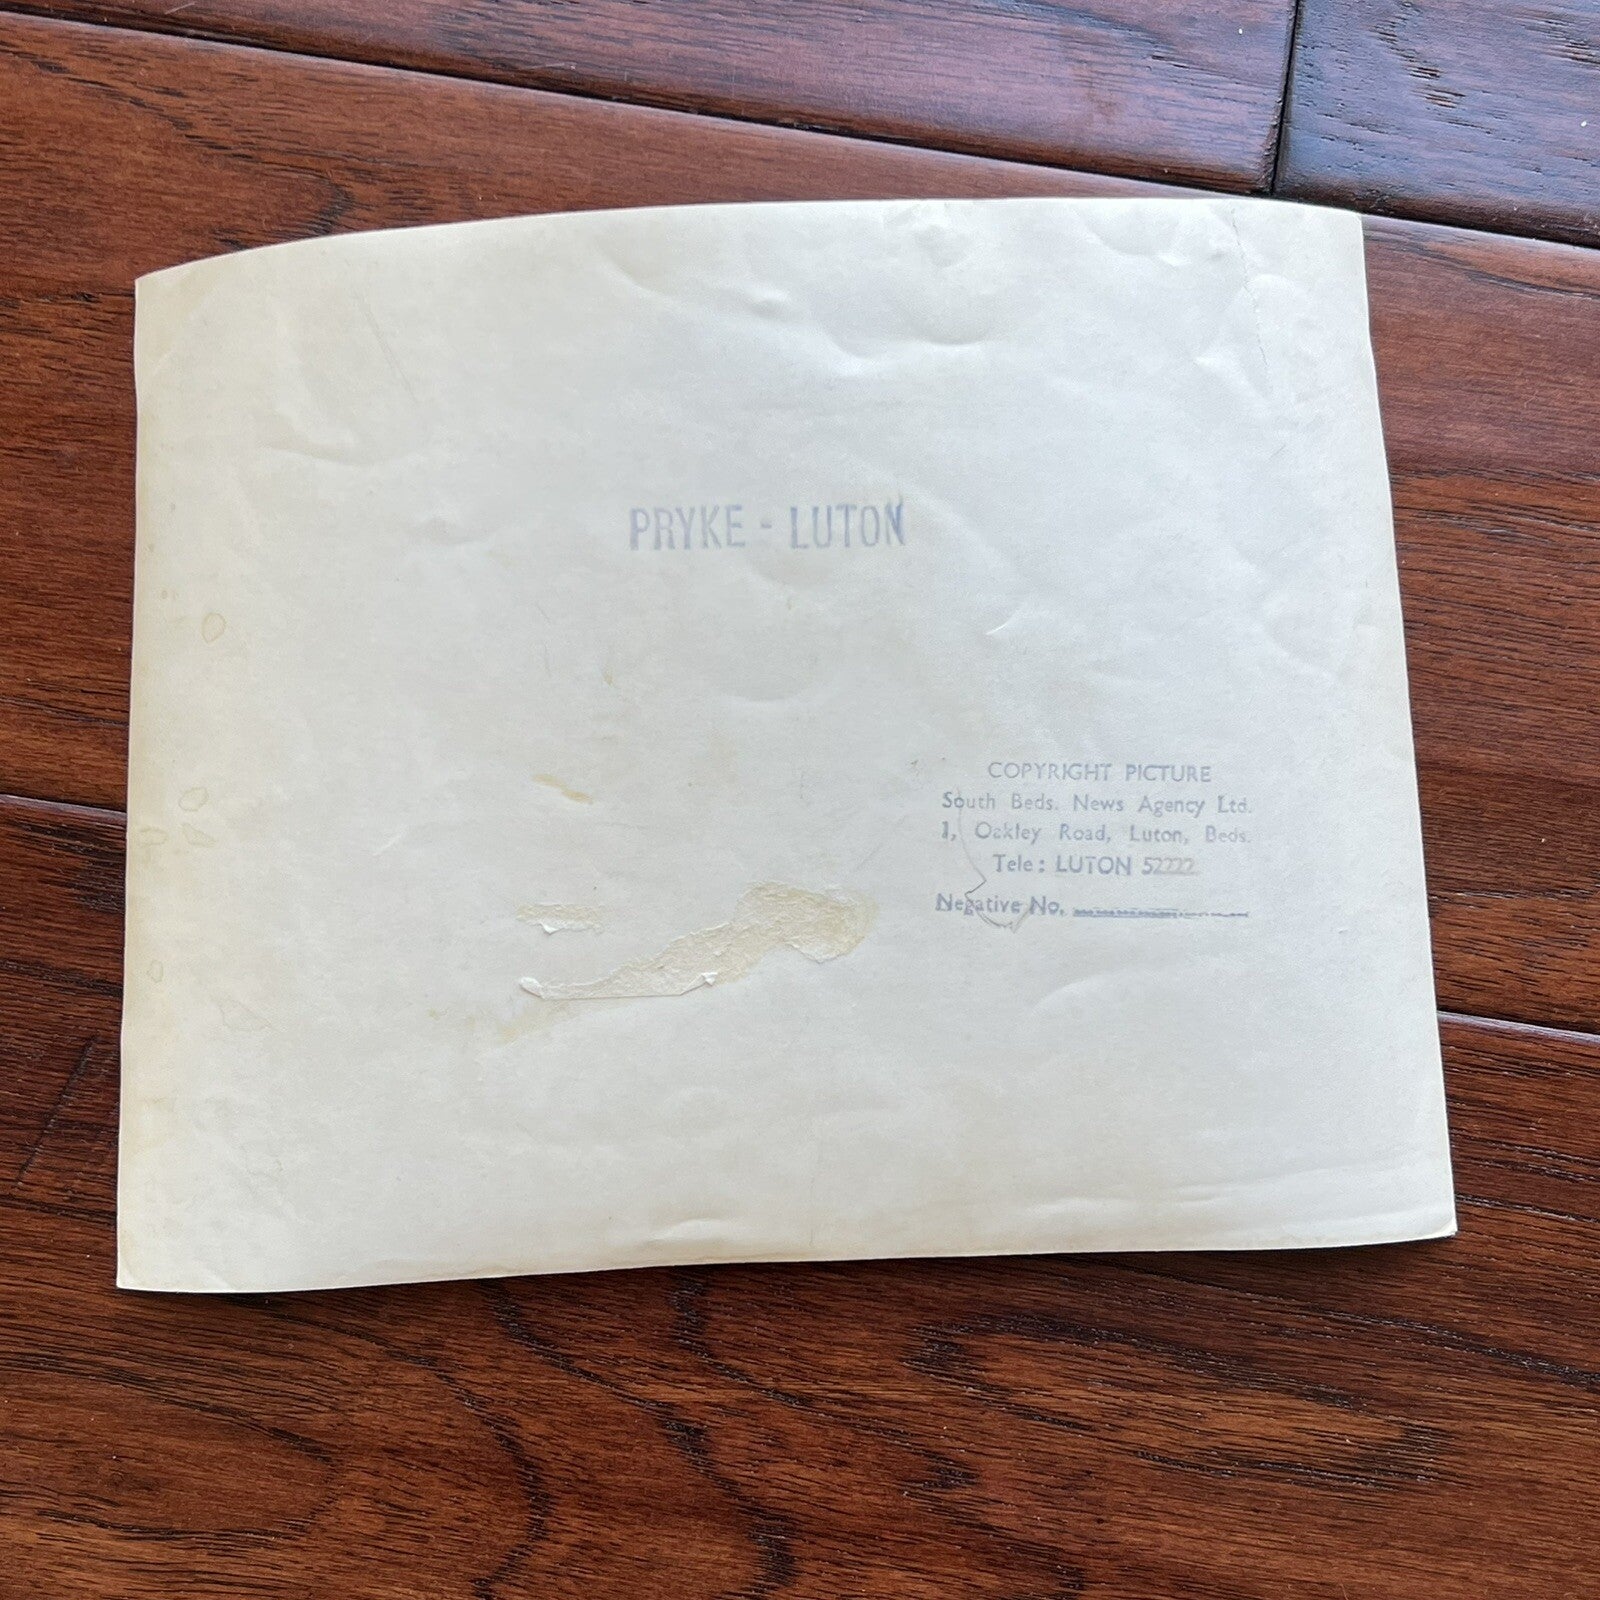 PRYKE - LUTON
COPYRIGHT PICTURE
South Beds. News Agency Ltd.
1, Oakley Road, Luton, Beds.
Tele: LUTON 52222
Negative No.